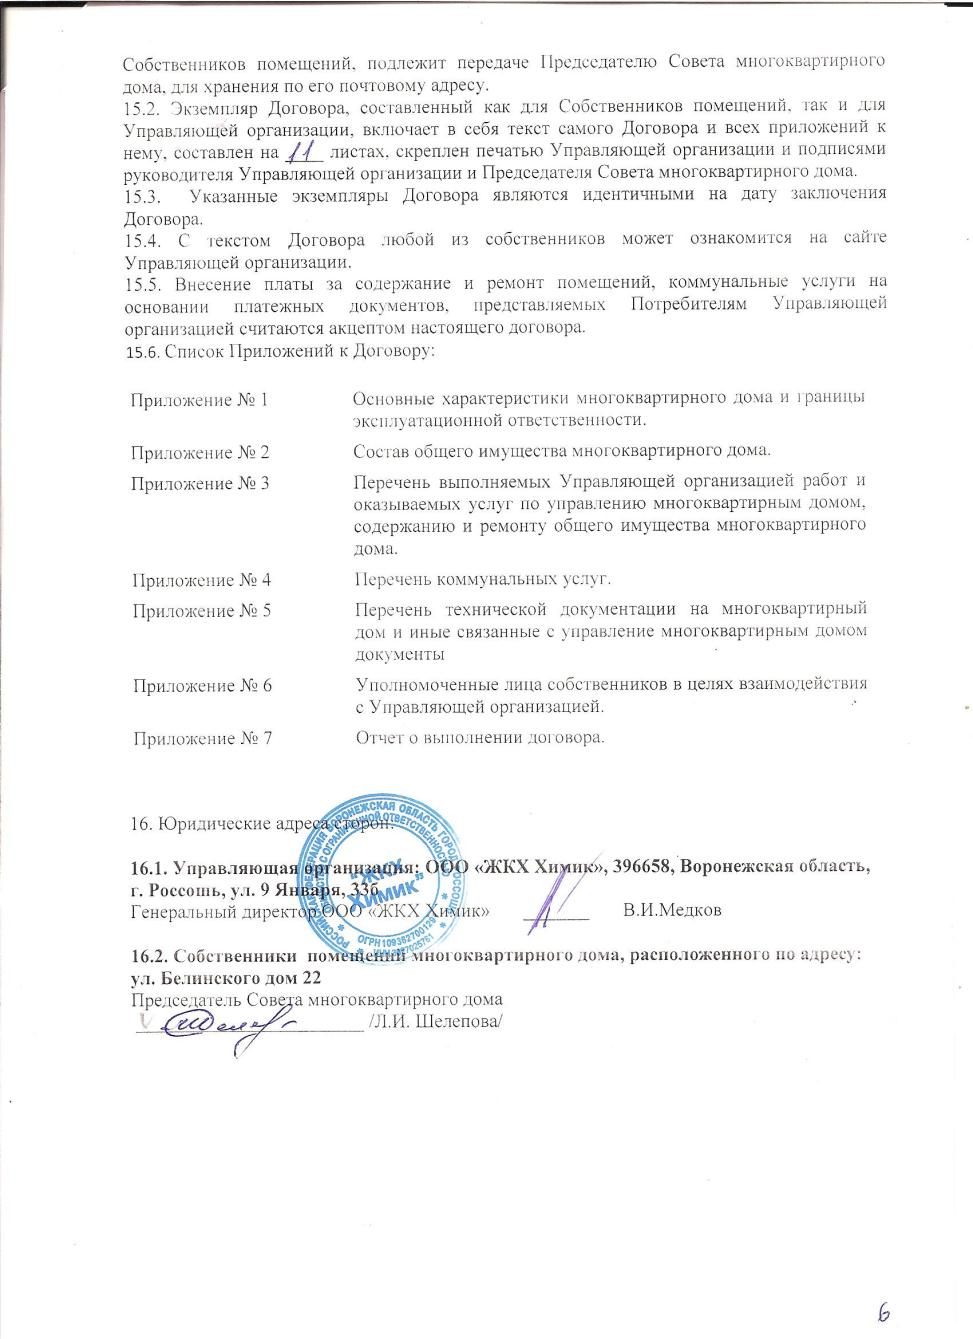 Собственников помещений, подлежит передаче Председателю Совета многоквартирного
дома, для хранения по его почтовому адресу.
15.2. Экземпляр Договора, составленный как для Собственников помещений, так и для
Управляющей организации, включает в себя текст самого Договора и всех приложений к
нему, составлен на 11 листах, скреплен печатью Управляющей организации и подписями
руководителя Управляющей организации и Председателя Совета многоквартирного дома.
15.3. Указанные экземпляры Договора являются идентичными на дату заключения
Договора.
15.4. С текстом Договора любой из собственников может ознакомится на сайте
Управляющей организации.
15.5. Внесение платы за содержание и ремонт помещений, коммунальные услуги на
основании платежных документов, представляемых Потребителям Управляющей
организацией считаются акцептом настоящего договора.
15.6. Список Приложений к Договору:
Приложение № 1 Основные характеристики многоквартирного дома и границы
эксплуатационной ответственности.
Приложение № 2 Состав общего имущества многоквартирного дома.
Приложение № 3 Перечень выполняемых Управляющей организацией работ и
оказываемых услуг по управлению многоквартирным домом,
содержанию и ремонту общего имущества многоквартирного
дома.
Приложение № 4 Перечень коммунальных услуг.
Приложение № 5 Перечень технической документации на многоквартирный
дом и иные связанные с управление многоквартирным домом
документы
Приложение № 6 Уполномоченные лица собственников в целях взаимодействия
с Управляющей организацией.
Приложение № 7 Отчет о выполнении договора.
16. Юридические адреса сторон.
16.1. Управляющая организация: ООО «ЖКХ Химик», 396658, Воронежская область,
г. Россошь, ул. 9 Января, 33б
Генеральный директор ООО «ЖКХ Химик» В.И.Медков
"ЖКХ
ХИМИК"
16.2. Собственники помещений многоквартирного дома, расположенного по адресу:
ул. Белинского дом 22
Председатель Совета многоквартирного дома
/Л.И. Шелепова/
6